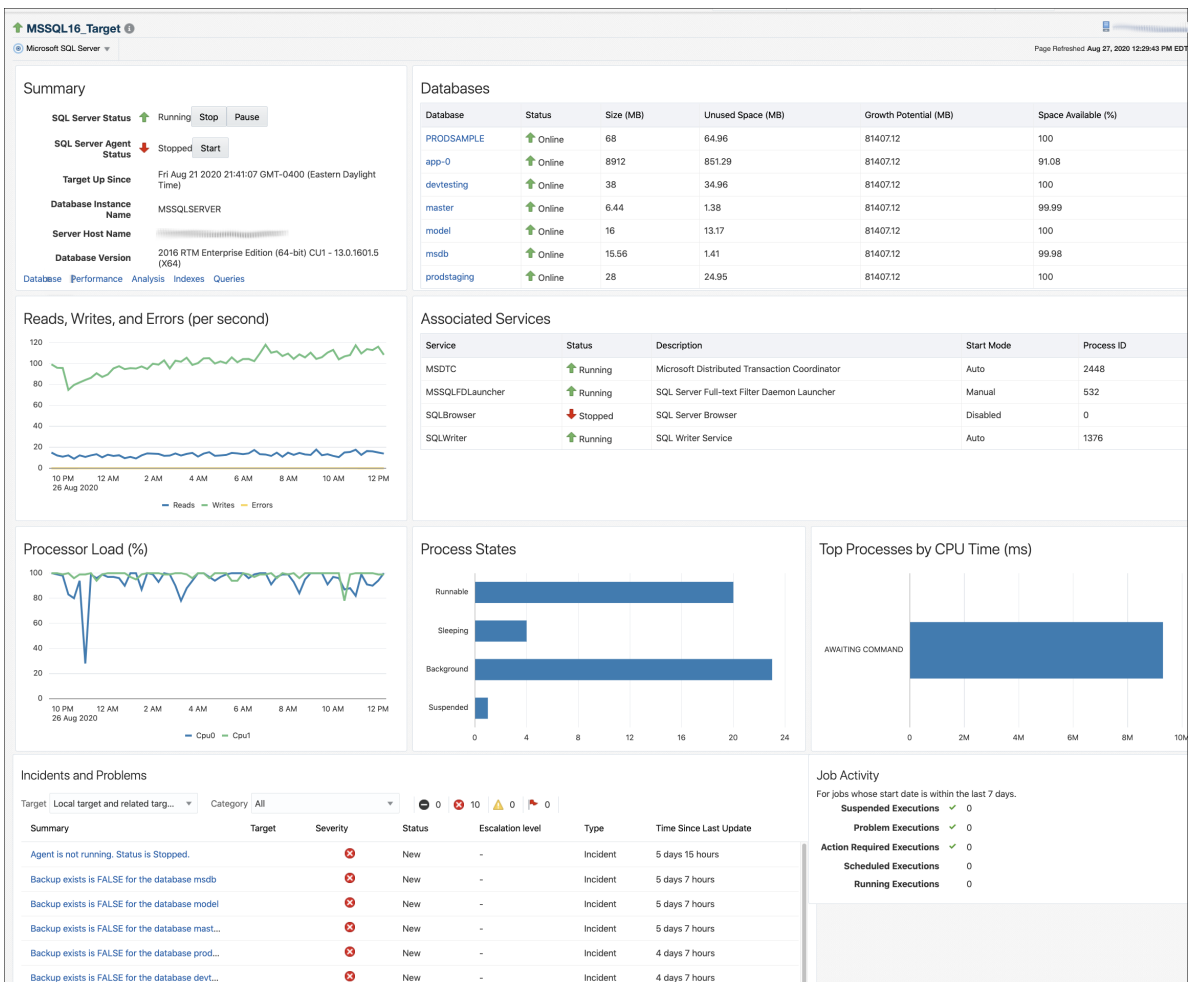 MSSQL16_Target
Microsoft SQL Server
Page Refreshed Aug 27, 2020 12:29:43 PM EDT
Summary
SQL Server Status Running Stop Pause
SQL Server Agent Status Stopped Start
Target Up Since Fri Aug 21 2020 21:41:07 GMT-0400 (Eastern Daylight Time)
Database Instance Name MSSQLSERVER
Server Host Name
Database Version 2016 RTM Enterprise Edition (64-bit) CU1 - 13.0.1601.5 (X64)
Database Performance Analysis Indexes Queries
Databases
Database Status Size (MB) Unused Space (MB) Growth Potential (MB) Space Available (%)
PRODSAMPLE Online 68 64.96 81407.12 100
app-0 Online 8912 851.29 81407.12 91.08
devtesting Online 38 34.96 81407.12 100
master Online 6.44 1.38 81407.12 99.99
model Online 16 13.17 81407.12 100
msdb Online 15.56 1.41 81407.12 99.98
prodstaging Online 28 24.95 81407.12 100
Reads, Writes, and Errors (per second)
120
100
80
60
40
20
0
10 PM 12 AM 2 AM 4 AM 6 AM 8 AM 10 AM 12 PM
26 Aug 2020
Reads Writes Errors
Associated Services
Service Status Description Start Mode Process ID
MSDTC Running Microsoft Distributed Transaction Coordinator Auto 2448
MSSQLFDLauncher Running SQL Server Full-text Filter Daemon Launcher Manual 532
SQLBrowser Stopped SQL Server Browser Disabled 0
SQLWriter Running SQL Writer Service Auto 1376
Processor Load (%)
100
80
60
40
20
0
10 PM 12 AM 2 AM 4 AM 6 AM 8 AM 10 AM 12 PM
26 Aug 2020
Cpu0 Cpu1
Process States
Runnable
Sleeping
Background
Suspended
0 4 8 12 16 20 24
Top Processes by CPU Time (ms)
AWAITING COMMAND
0 2M 4M 6M 8M 10M
Incidents and Problems
Target Local target and related targ... Category All 0 10 0 0
Summary Target Severity Status Escalation level Type Time Since Last Update
Agent is not running. Status is Stopped. New - Incident 5 days 15 hours
Backup exists is FALSE for the database msdb New - Incident 5 days 7 hours
Backup exists is FALSE for the database model New - Incident 5 days 7 hours
Backup exists is FALSE for the database mast... New - Incident 5 days 7 hours
Backup exists is FALSE for the database prod... New - Incident 4 days 7 hours
Backup exists is FALSE for the database devt... New - Incident 4 days 7 hours
Job Activity
For jobs whose start date is within the last 7 days.
Suspended Executions 0
Problem Executions 0
Action Required Executions 0
Scheduled Executions 0
Running Executions 0